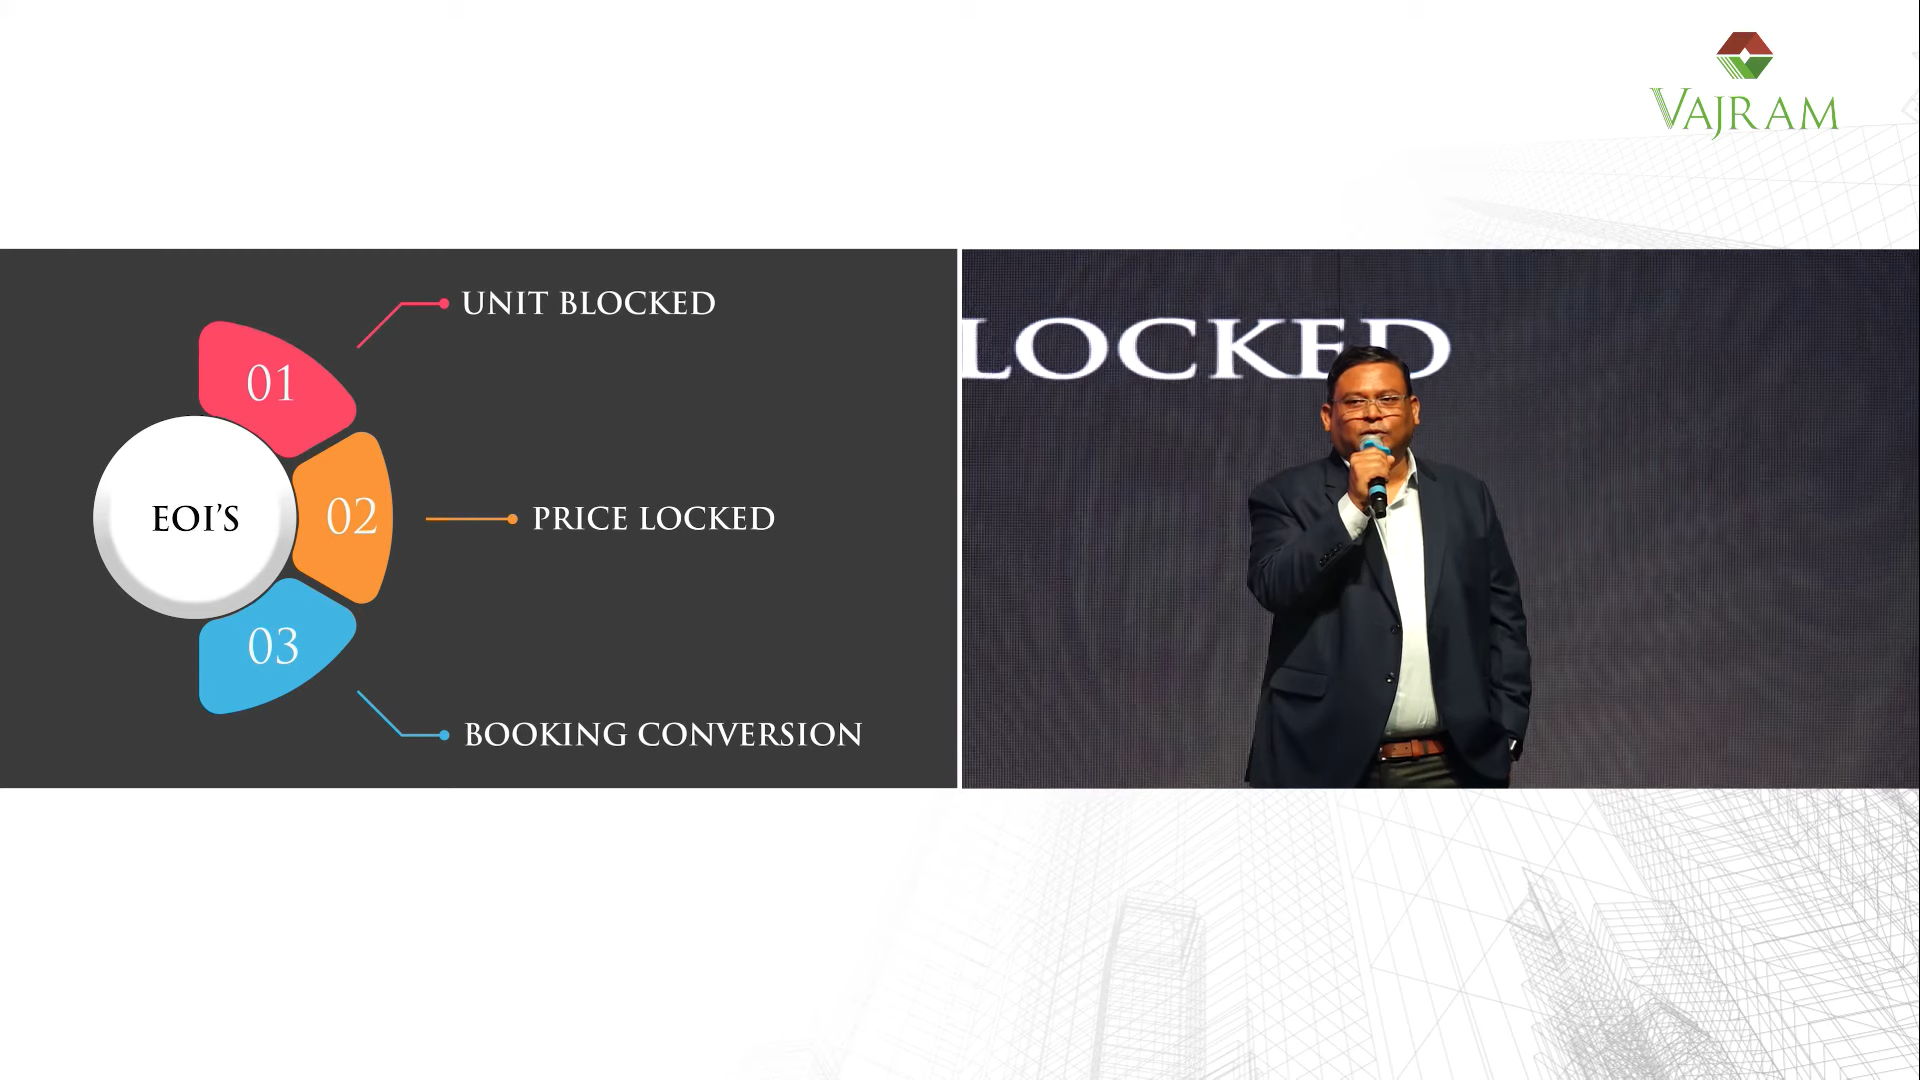 VAJRAM
UNIT BLOCKED
01
EOI'S
02
PRICE LOCKED
03
BOOKING CONVERSION
LOCKED